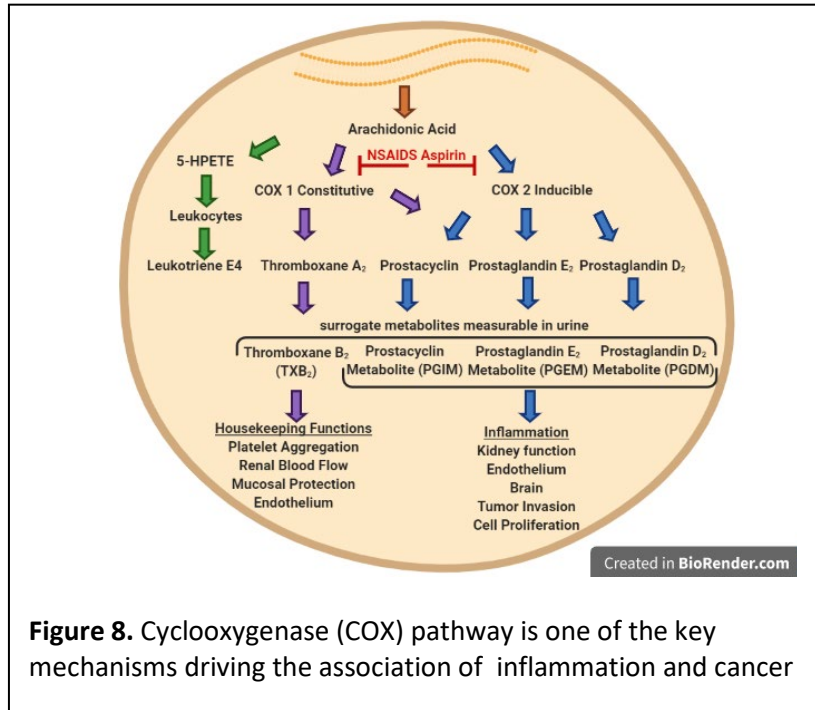 Arachidonic Acid
NSAIDS Aspirin
5-HPETE
COX 1 Constitutive
COX 2 Inducible
Leukocytes
Leukotriene E4
Thromboxane A₂
Prostacyclin
Prostaglandin E₂
Prostaglandin D₂
surrogate metabolites measurable in urine
Thromboxane B₂
(TXB₂)
Prostacyclin
Metabolite (PGIM)
Prostaglandin E₂
Metabolite (PGEM)
Prostaglandin D₂
Metabolite (PGDM)
Housekeeping Functions
Platelet Aggregation
Renal Blood Flow
Mucosal Protection
Endothelium
Inflammation
Kidney function
Endothelium
Brain
Tumor Invasion
Cell Proliferation
Created in BioRender.com
Figure 8. Cyclooxygenase (COX) pathway is one of the key
mechanisms driving the association of inflammation and cancer